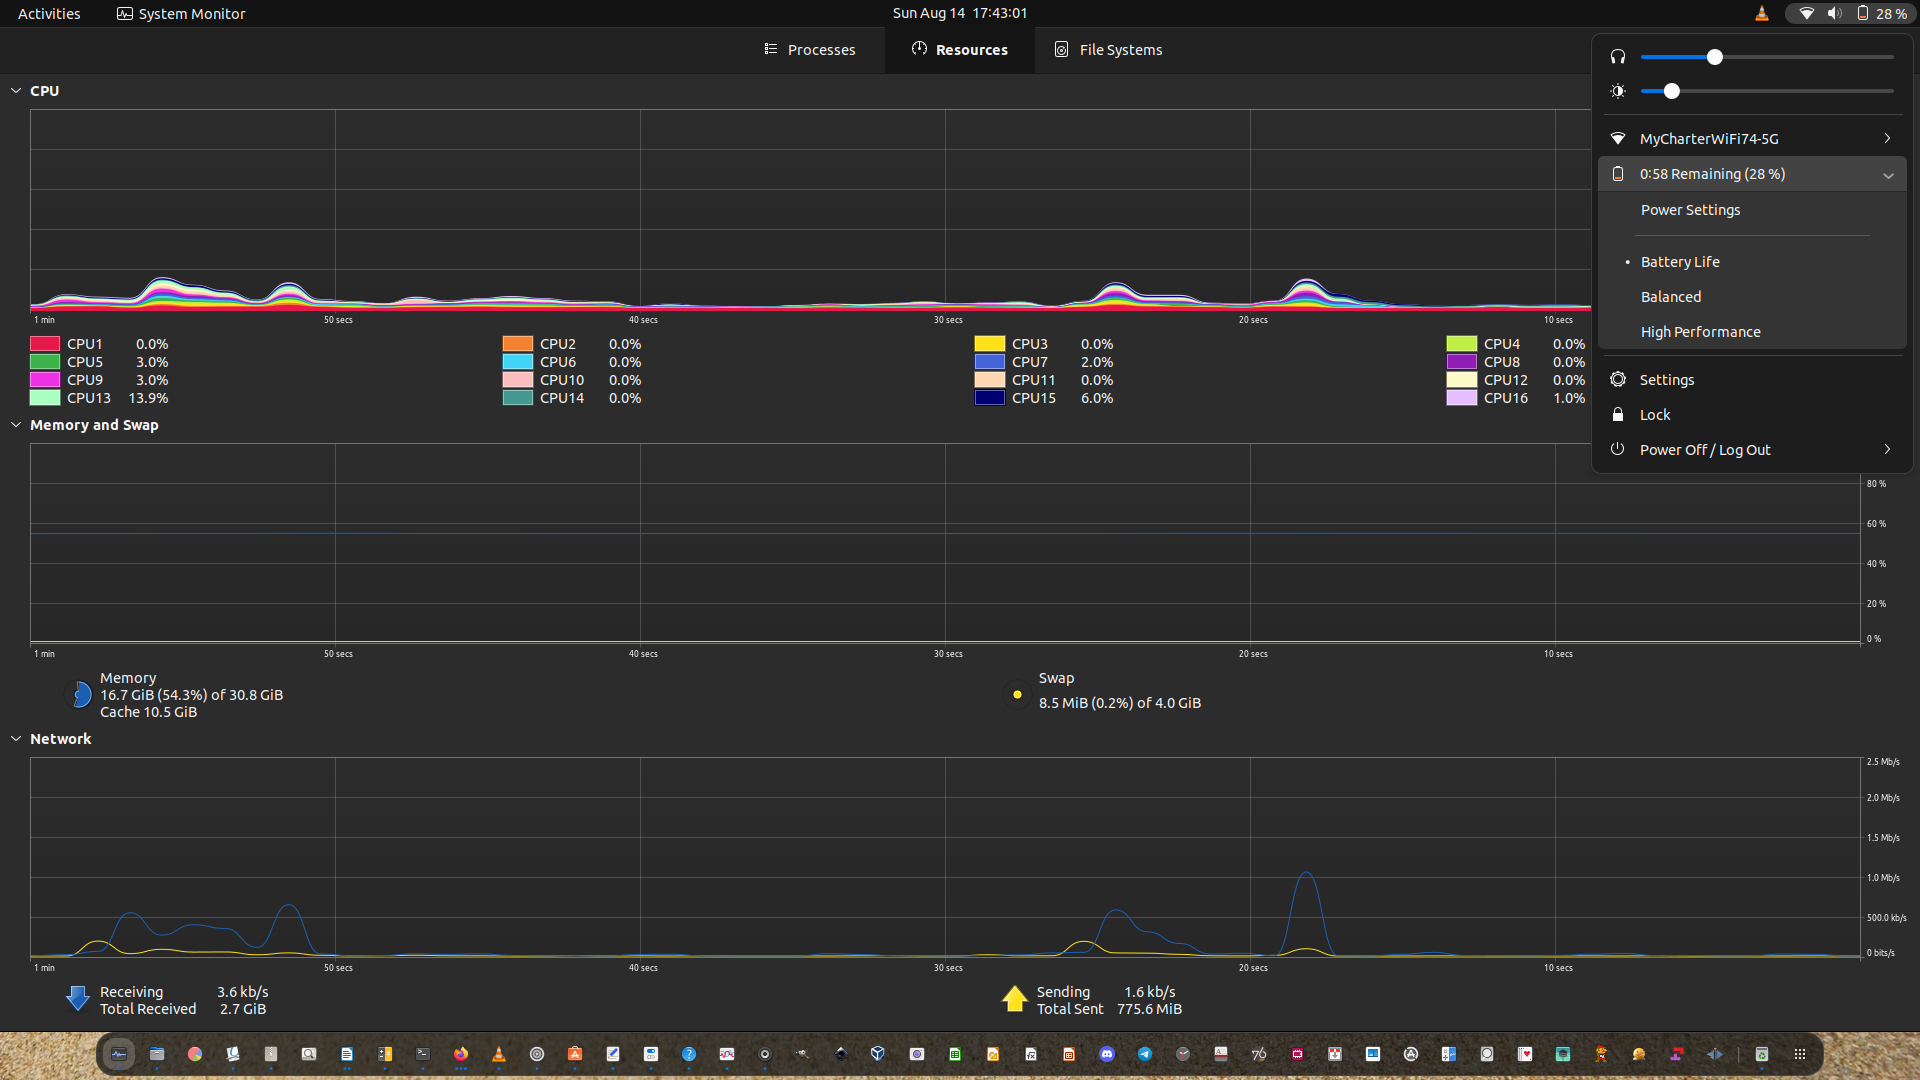 Activities System Monitor Sun Aug 14 17:43:01 28 %
Processes Resources File Systems
CPU
1 min 50 secs 40 secs 30 secs 20 secs 10 secs
CPU1 0.0% CPU2 0.0% CPU3 0.0% CPU4 0.0%
CPU5 3.0% CPU6 0.0% CPU7 2.0% CPU8 0.0%
CPU9 3.0% CPU10 0.0% CPU11 0.0% CPU12 0.0%
CPU13 13.9% CPU14 0.0% CPU15 6.0% CPU16 1.0%
MyCharterWiFi74-5G
0:58 Remaining (28 %)
Power Settings
Battery Life
Balanced
High Performance
Settings
Lock
Power Off / Log Out
Memory and Swap
80 %
60 %
40 %
20 %
0 %
1 min 50 secs 40 secs 30 secs 20 secs 10 secs
Memory
16.7 GiB (54.3%) of 30.8 GiB
Cache 10.5 GiB
Swap
8.5 MiB (0.2%) of 4.0 GiB
Network
2.5 Mb/s
2.0 Mb/s
1.5 Mb/s
1.0 Mb/s
500.0 kb/s
0 bits/s
1 min 50 secs 40 secs 30 secs 20 secs 10 secs
Receiving 3.6 kb/s
Total Received 2.7 GiB
Sending 1.6 kb/s
Total Sent 775.6 MiB
76